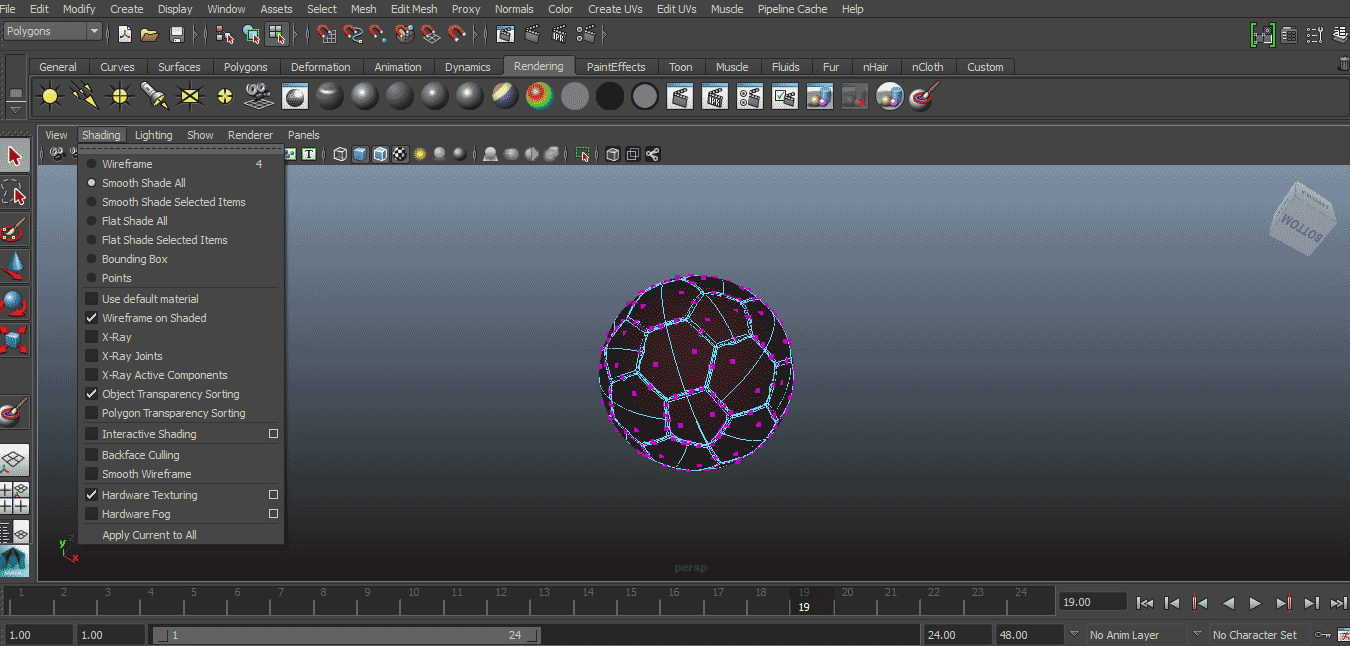 File Edit Modify Create Display Window Assets Select Mesh Edit Mesh Proxy Normals Color Create UVs Edit UVs Muscle Pipeline Cache Help
Polygons
General Curves Surfaces Polygons Deformation Animation Dynamics Rendering PaintEffects Toon Muscle Fluids Fur nHair nCloth Custom
View Shading Lighting Show Renderer Panels
T
Wireframe 4
Smooth Shade All
Smooth Shade Selected Items
Flat Shade All
Flat Shade Selected Items
Bounding Box
Points
Use default material
Wireframe on Shaded
X-Ray
X-Ray Joints
X-Ray Active Components
Object Transparency Sorting
Polygon Transparency Sorting
Interactive Shading
Backface Culling
Smooth Wireframe
Hardware Texturing
Hardware Fog
Apply Current to All
BOTTOM
y z x
persp
1 2 3 4 5 6 7 8 9 10 11 12 13 14 15 16 17 18 19 20 21 22 23 24
19
19.00
1.00 1.00 1 24 24.00 48.00 No Anim Layer No Character Set